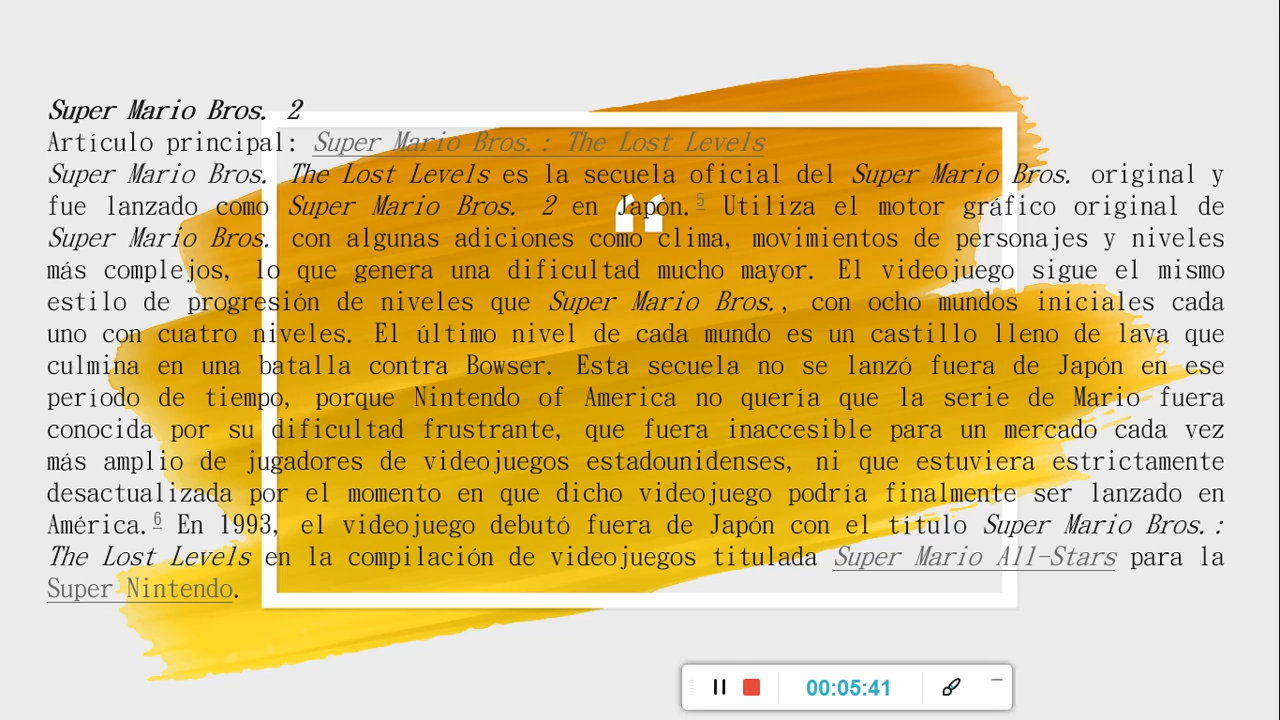 Super Mario Bros. 2
Artículo principal: Super Mario Bros.: The Lost Levels
Super Mario Bros. The Lost Levels es la secuela oficial del Super Mario Bros. original y
fue lanzado como Super Mario Bros. 2 en Japón.5 Utiliza el motor gráfico original de
Super Mario Bros. con algunas adiciones como clima, movimientos de personajes y niveles
más complejos, lo que genera una dificultad mucho mayor. El videojuego sigue el mismo
estilo de progresión de niveles que Super Mario Bros., con ocho mundos iniciales cada
uno con cuatro niveles. El último nivel de cada mundo es un castillo lleno de lava que
culmina en una batalla contra Bowser. Esta secuela no se lanzó fuera de Japón en ese
período de tiempo, porque Nintendo of America no quería que la serie de Mario fuera
conocida por su dificultad frustrante, que fuera inaccesible para un mercado cada vez
más amplio de jugadores de videojuegos estadounidenses, ni que estuviera estrictamente
desactualizada por el momento en que dicho videojuego podría finalmente ser lanzado en
América.6 En 1993, el videojuego debutó fuera de Japón con el título Super Mario Bros.:
The Lost Levels en la compilación de videojuegos titulada Super Mario All-Stars para la
Super Nintendo.
00:05:41